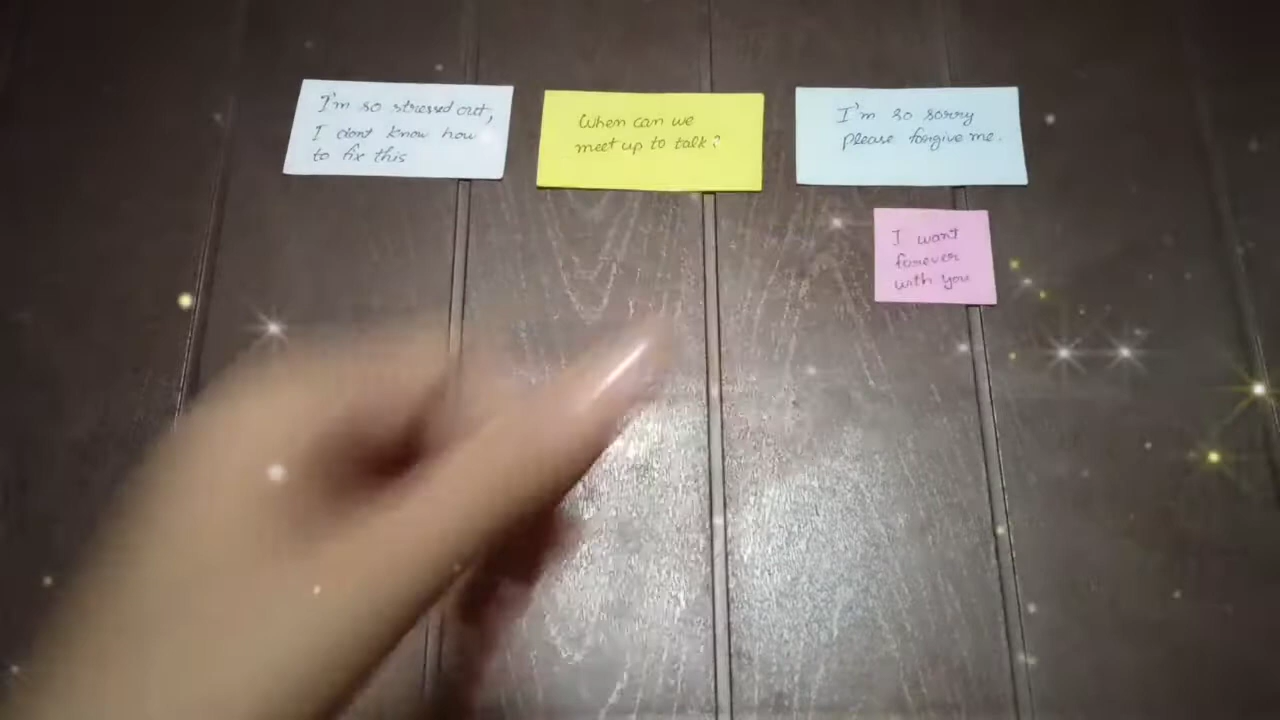 I'm so stressed out,
I dont know how
to fix this
When can we
meet up to talk?
I'm so sorry
please forgive me.
I want
forever
with you